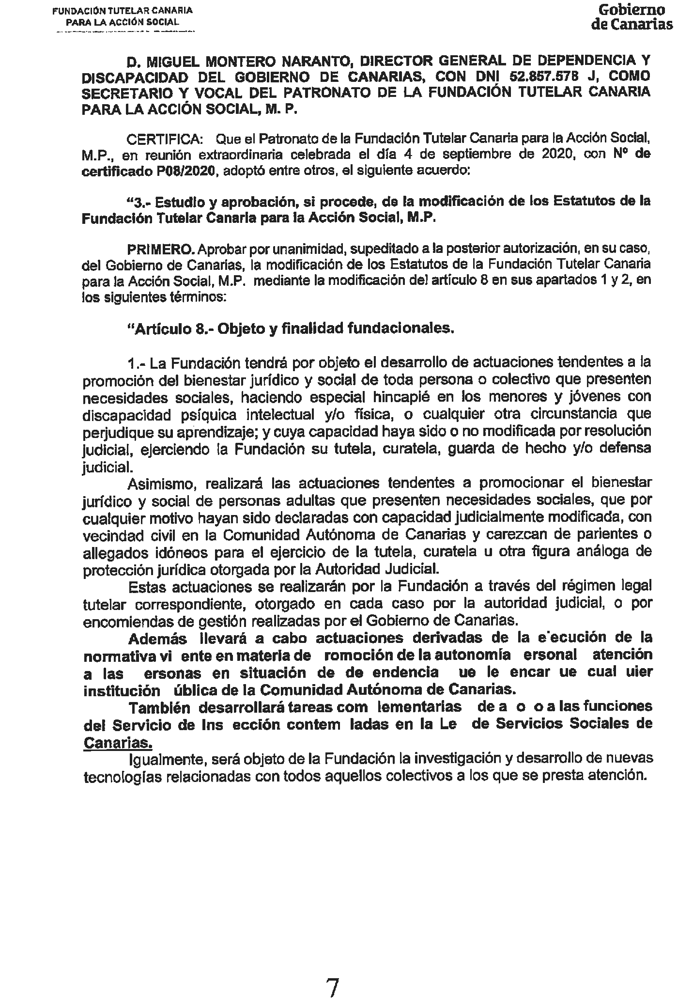 FUNDACIÓN TUTELAR CANARIA
PARA LA ACCIÓN SOCIAL
Gobierno
de Canarias
D. MIGUEL MONTERO NARANTO, DIRECTOR GENERAL DE DEPENDENCIA Y
DISCAPACIDAD DEL GOBIERNO DE CANARIAS, CON DNI 52.857.578 J, COMO
SECRETARIO Y VOCAL DEL PATRONATO DE LA FUNDACIÓN TUTELAR CANARIA
PARA LA ACCIÓN SOCIAL, M. P.
CERTIFICA: Que el Patronato de la Fundación Tutelar Canaria para la Acción Social,
M.P., en reunión extraordinaria celebrada el día 4 de septiembre de 2020, con Nº de
certificado P08/2020, adoptó entre otros, el siguiente acuerdo:
"3.- Estudio y aprobación, si procede, de la modificación de los Estatutos de la
Fundación Tutelar Canaria para la Acción Social, M.P.
PRIMERO. Aprobar por unanimidad, supeditado a la posterior autorización, en su caso,
del Gobierno de Canarias, la modificación de los Estatutos de la Fundación Tutelar Canaria
para la Acción Social, M.P. mediante la modificación del artículo 8 en sus apartados 1 y 2, en
los siguientes términos:
"Artículo 8.- Objeto y finalidad fundacionales.
1.- La Fundación tendrá por objeto el desarrollo de actuaciones tendentes a la
promoción del bienestar jurídico y social de toda persona o colectivo que presenten
necesidades sociales, haciendo especial hincapié en los menores y jóvenes con
discapacidad psíquica intelectual y/o física, o cualquier otra circunstancia que
perjudique su aprendizaje; y cuya capacidad haya sido o no modificada por resolución
judicial, ejerciendo la Fundación su tutela, curatela, guarda de hecho y/o defensa
judicial.
Asimismo, realizará las actuaciones tendentes a promocionar el bienestar
jurídico y social de personas adultas que presenten necesidades sociales, que por
cualquier motivo hayan sido declaradas con capacidad judicialmente modificada, con
vecindad civil en la Comunidad Autónoma de Canarias y carezcan de parientes o
allegados idóneos para el ejercicio de la tutela, curatela u otra figura análoga de
protección jurídica otorgada por la Autoridad Judicial.
Estas actuaciones se realizarán por la Fundación a través del régimen legal
tutelar correspondiente, otorgado en cada caso por la autoridad judicial, o por
encomiendas de gestión realizadas por el Gobierno de Canarias.
Además llevará a cabo actuaciones derivadas de la e ecución de la
normativa vi ente en materia de romoción de la autonomía ersonal atención
a las ersonas en situación de de endencia ue le encar ue cual uier
institución ública de la Comunidad Autónoma de Canarias.
También desarrollará tareas com lementarias de a o o a las funciones
del Servicio de Ins ección contem ladas en la Le de Servicios Sociales de
Canarias.
Igualmente, será objeto de la Fundación la investigación y desarrollo de nuevas
tecnologías relacionadas con todos aquellos colectivos a los que se presta atención.
7